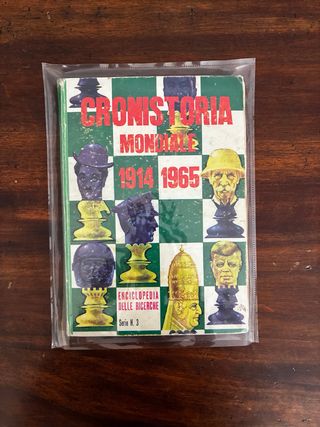 CRONISTORIA
MONDIALE
1914 1965
ENCICLOPEDIA
DELLE RICERCHE
Serie N. 3